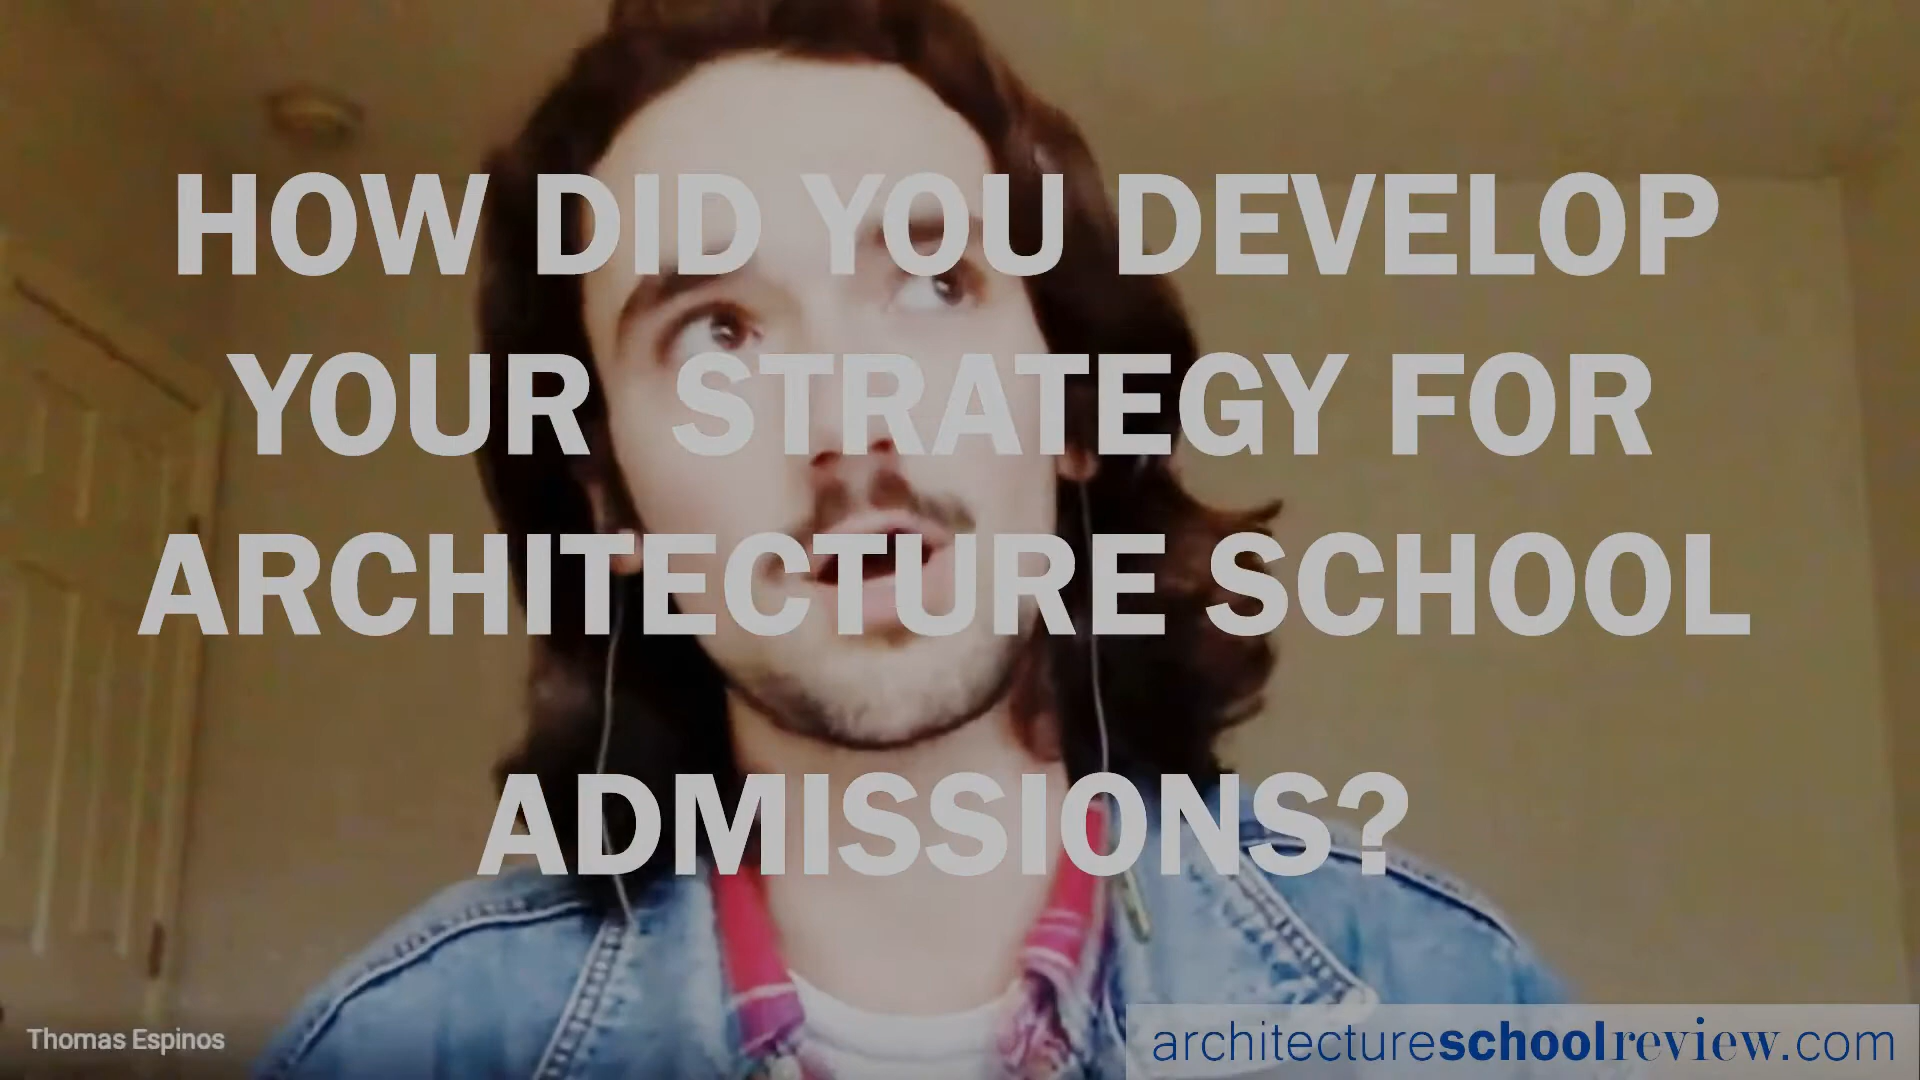 HOW DID YOU DEVELOP
YOUR STRATEGY FOR
ARCHITECTURE SCHOOL
ADMISSIONS?
Thomas Espinos
architectureschoolreview.com